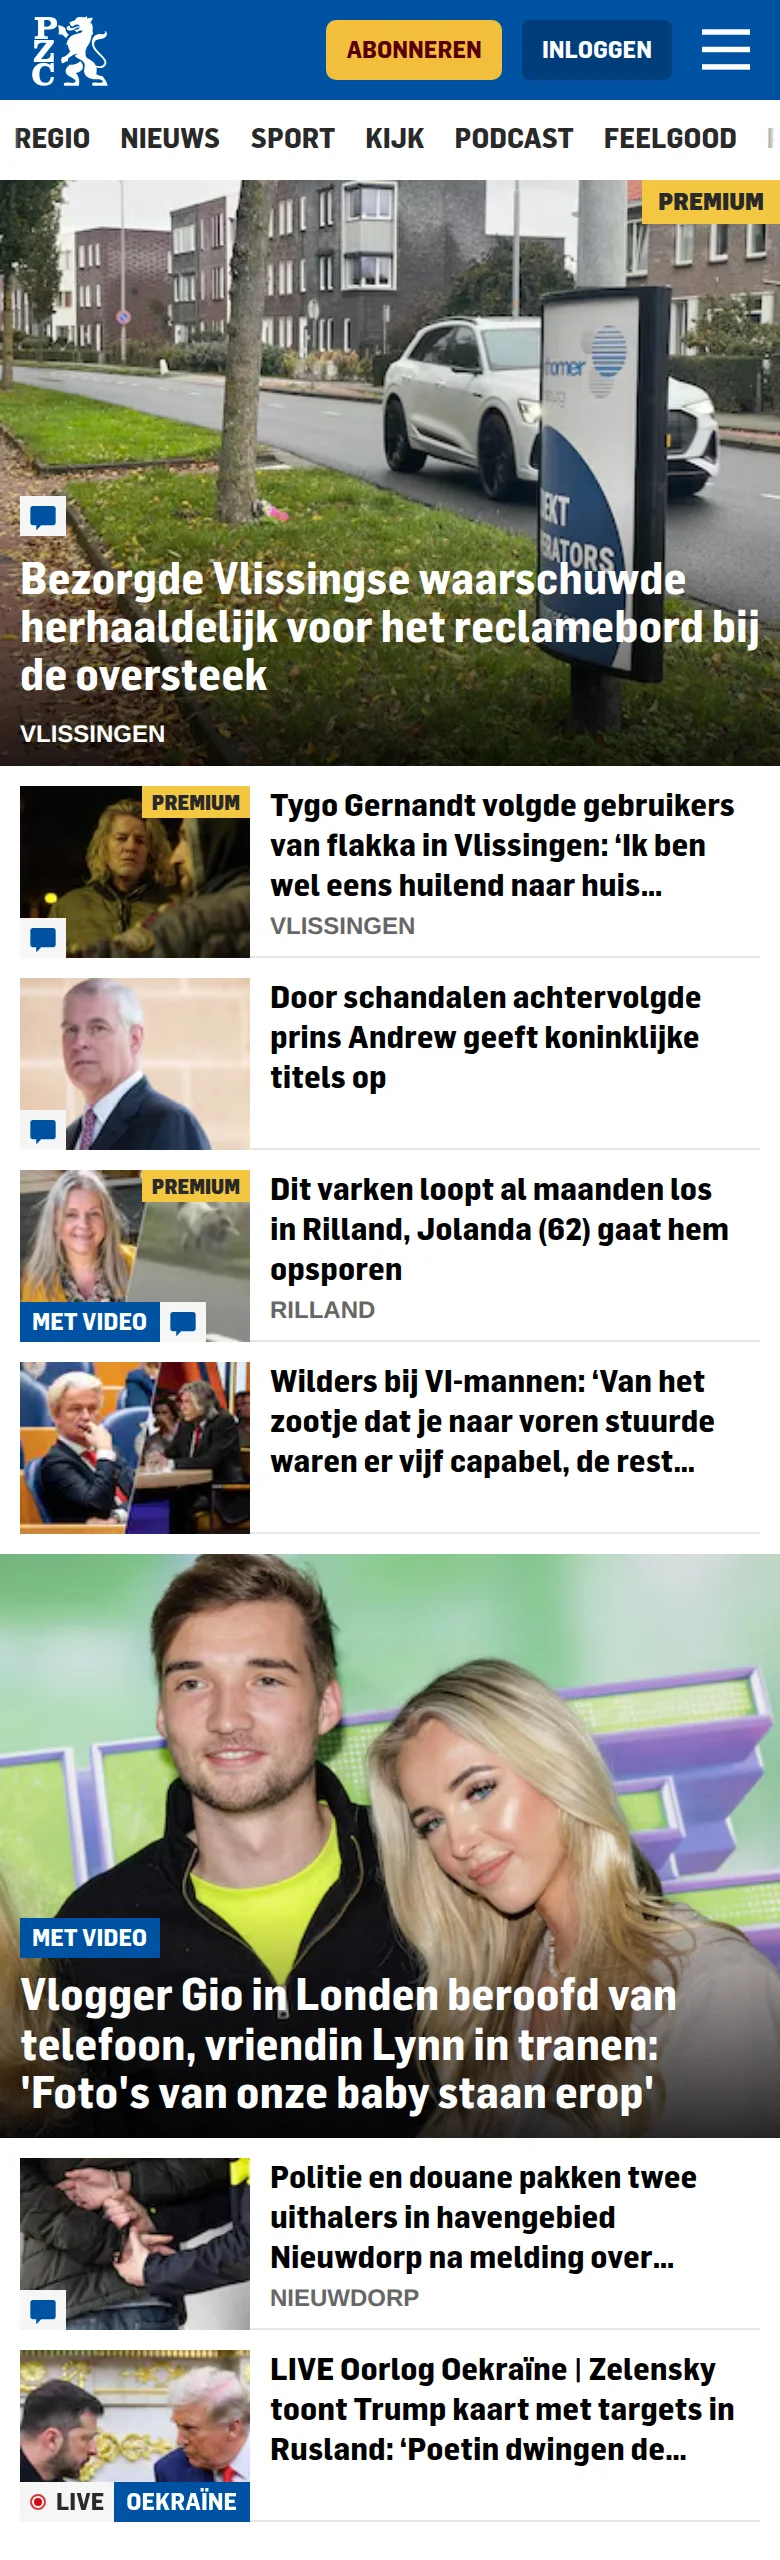 PZC
ABONNEREN
INLOGGEN
REGIO NIEUWS SPORT KIJK PODCAST FEELGOOD
PREMIUM
homer
EKT
ERATORS
Bezorgde Vlissingse waarschuwde
herhaaldelijk voor het reclamebord bij
de oversteek
VLISSINGEN
PREMIUM
Tygo Gernandt volgde gebruikers
van flakka in Vlissingen: ‘Ik ben
wel eens huilend naar huis...
VLISSINGEN
Door schandalen achtervolgde
prins Andrew geeft koninklijke
titels op
PREMIUM
MET VIDEO
Dit varken loopt al maanden los
in Rilland, Jolanda (62) gaat hem
opsporen
RILLAND
Wilders bij VI-mannen: ‘Van het
zootje dat je naar voren stuurde
waren er vijf capabel, de rest...
MET VIDEO
Vlogger Gio in Londen beroofd van
telefoon, vriendin Lynn in tranen:
'Foto's van onze baby staan erop'
Politie en douane pakken twee
uithalers in havengebied
Nieuwdorp na melding over...
NIEUWDORP
LIVE OEKRAÏNE
LIVE Oorlog Oekraïne | Zelensky
toont Trump kaart met targets in
Rusland: ‘Poetin dwingen de...